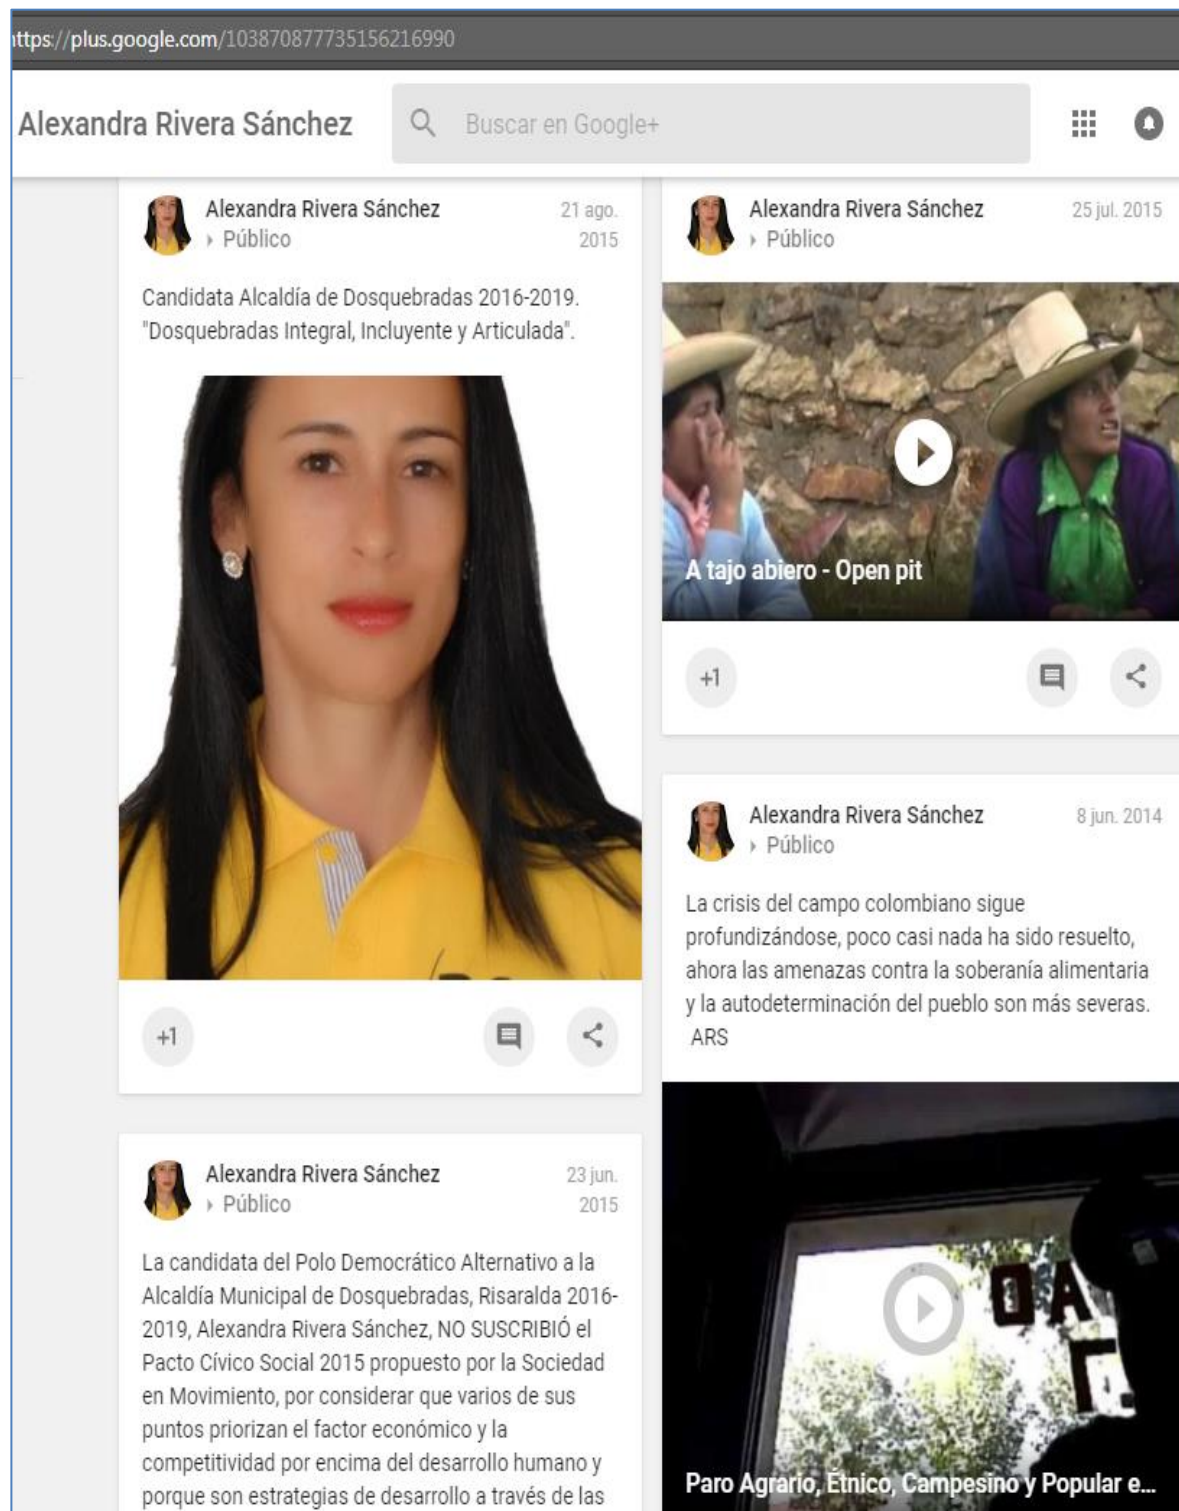 https://plus.google.com/103870877735156216990
Alexandra Rivera Sánchez
Buscar en Google+
Alexandra Rivera Sánchez
21 ago.
2015
Público
Candidata Alcaldía de Dosquebradas 2016-2019.
"Dosquebradas Integral, Incluyente y Articulada".
+1
Alexandra Rivera Sánchez
23 jun.
2015
Público
La candidata del Polo Democrático Alternativo a la
Alcaldía Municipal de Dosquebradas, Risaralda 2016-
2019, Alexandra Rivera Sánchez, NO SUSCRIBIÓ el
Pacto Cívico Social 2015 propuesto por la Sociedad
en Movimiento, por considerar que varios de sus
puntos priorizan el factor económico y la
competitividad por encima del desarrollo humano y
porque son estrategias de desarrollo a través de las
Alexandra Rivera Sánchez
25 jul. 2015
Público
A tajo abiero - Open pit
+1
Alexandra Rivera Sánchez
8 jun. 2014
Público
La crisis del campo colombiano sigue
profundizándose, poco casi nada ha sido resuelto,
ahora las amenazas contra la soberanía alimentaria
y la autodeterminación del pueblo son más severas.
ARS
Paro Agrario, Étnico, Campesino y Popular e...